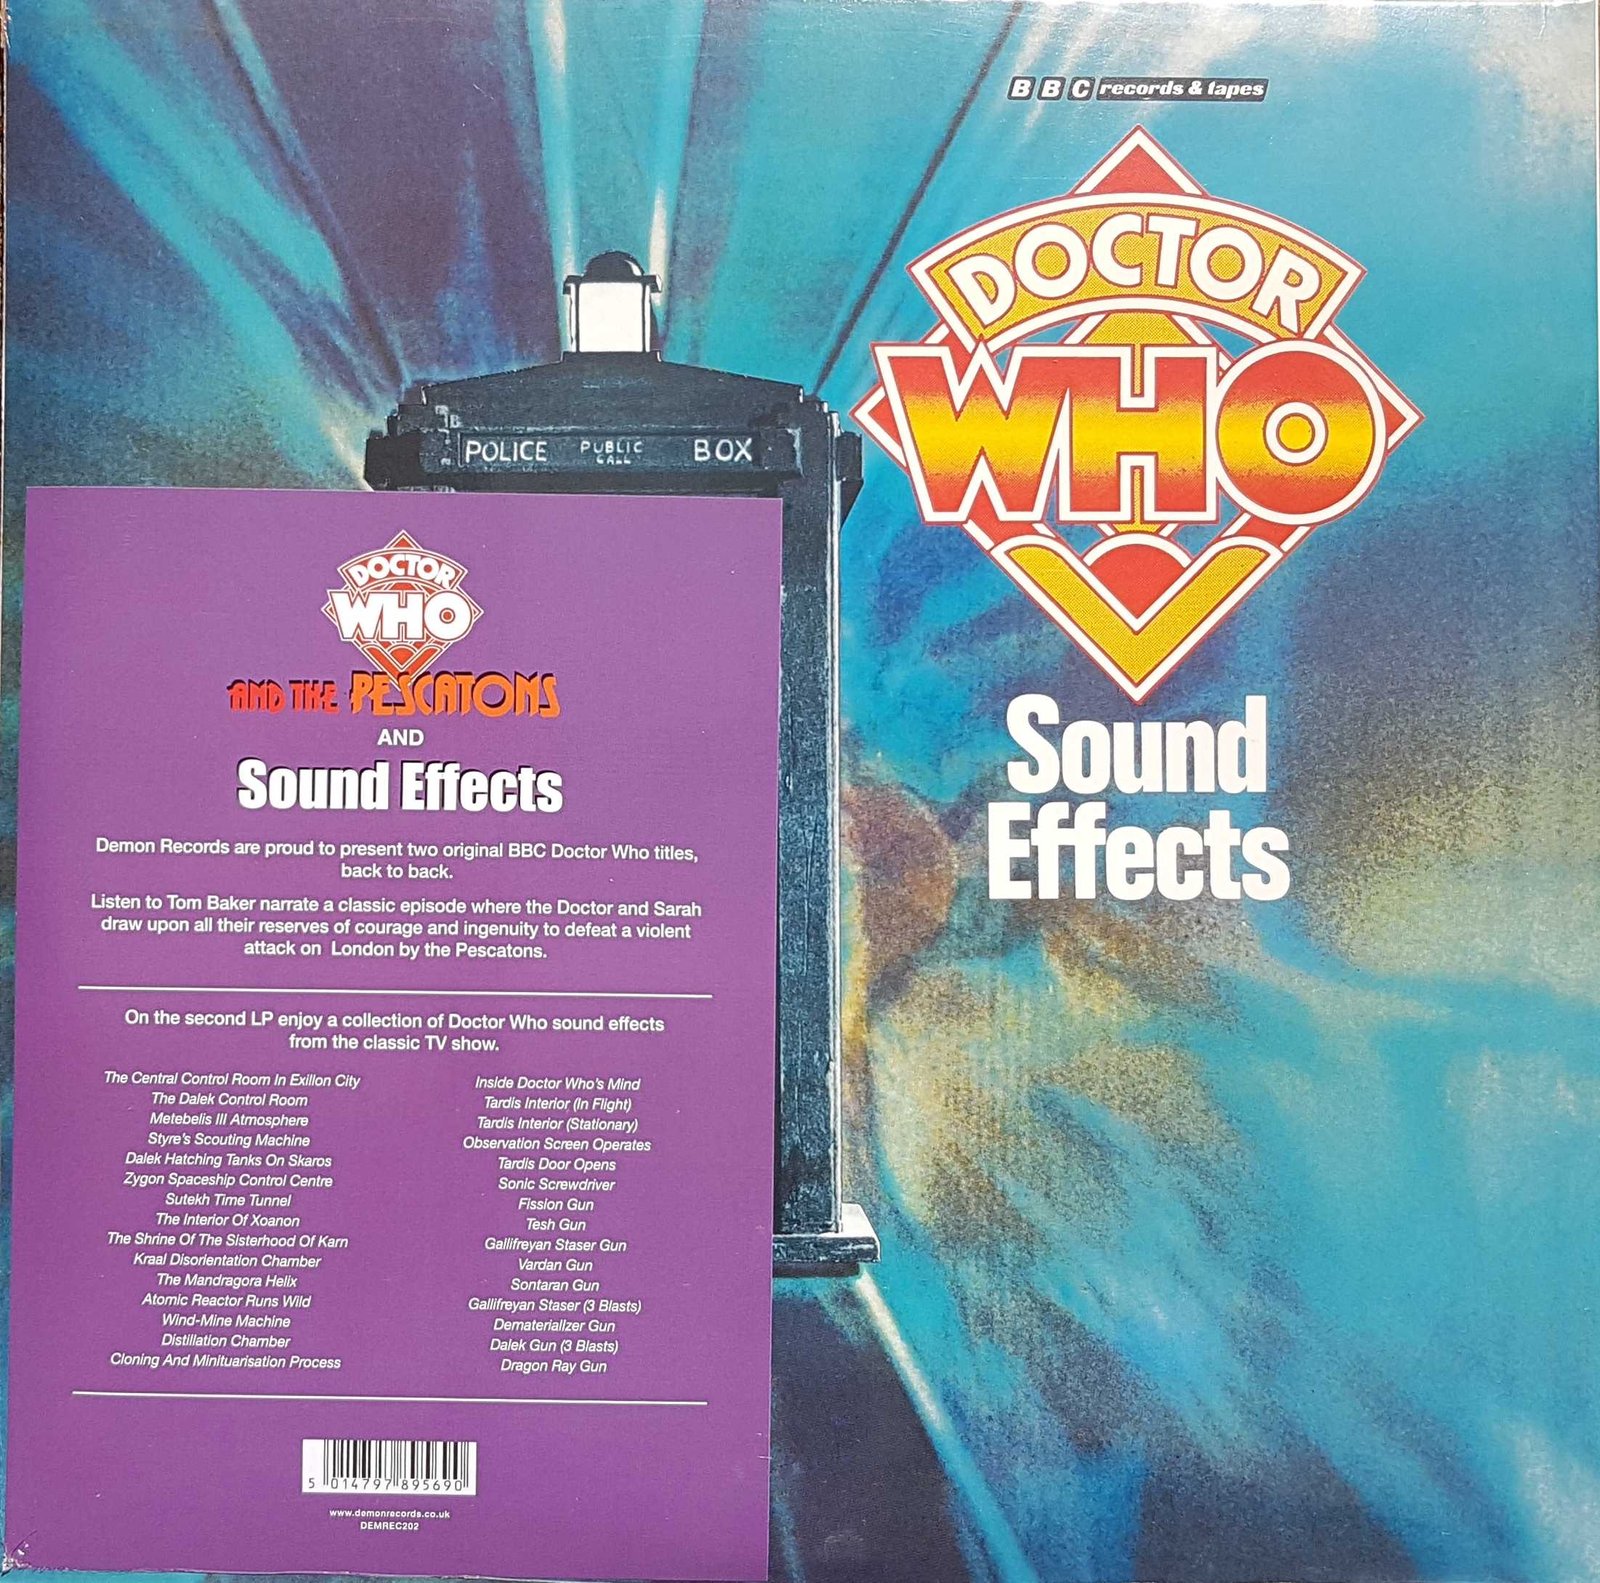 BBC records & tapes
DOCTOR
WHO
Sound
Effects
POLICE PUBLIC CALL BOX
DOCTOR
WHO
AND THE PESCATONS
AND
Sound Effects
Demon Records are proud to present two original BBC Doctor Who titles,
back to back.
Listen to Tom Baker narrate a classic episode where the Doctor and Sarah
draw upon all their reserves of courage and ingenuity to defeat a violent
attack on London by the Pescatons.
On the second LP enjoy a collection of Doctor Who sound effects
from the classic TV show.
The Central Control Room In Exillon City
The Dalek Control Room
Metebelis III Atmosphere
Styre's Scouting Machine
Dalek Hatching Tanks On Skaros
Zygon Spaceship Control Centre
Sutekh Time Tunnel
The Interior Of Xoanon
The Shrine Of The Sisterhood Of Karn
Kraal Disorientation Chamber
The Mandragora Helix
Atomic Reactor Runs Wild
Wind-Mine Machine
Distillation Chamber
Cloning And Minituarisation Process
Inside Doctor Who's Mind
Tardis Interior (In Flight)
Tardis Interior (Stationary)
Observation Screen Operates
Tardis Door Opens
Sonic Screwdriver
Fission Gun
Tesh Gun
Gallifreyan Staser Gun
Vardan Gun
Sontaran Gun
Gallifreyan Staser (3 Blasts)
Dematerializer Gun
Dalek Gun (3 Blasts)
Dragon Ray Gun
5 014797 895690
www.demonrecords.co.uk
DEMREC202